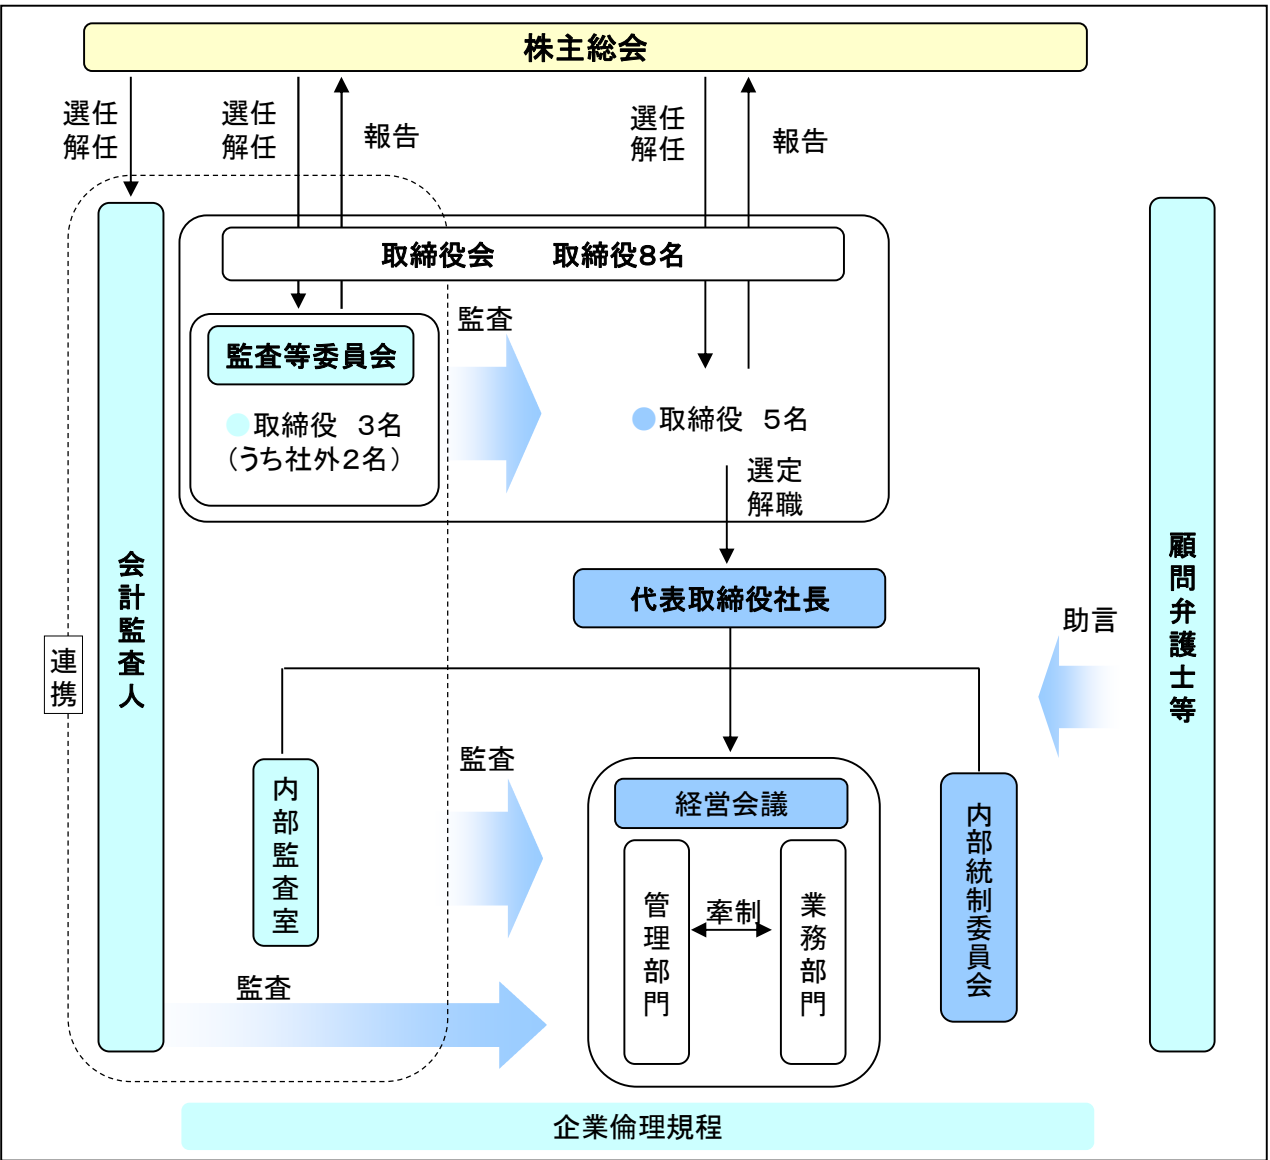 株主総会
選任
解任
選任
解任
報告
選任
解任
報告
取締役会　取締役8名
監査等委員会
取締役　3名
（うち社外2名）
監査
取締役　5名
選定
解職
代表取締役社長
会計監査人
連携
顧問弁護士等
助言
内部監査室
監査
経営会議
管理部門
牽制
業務部門
内部統制委員会
監査
企業倫理規程